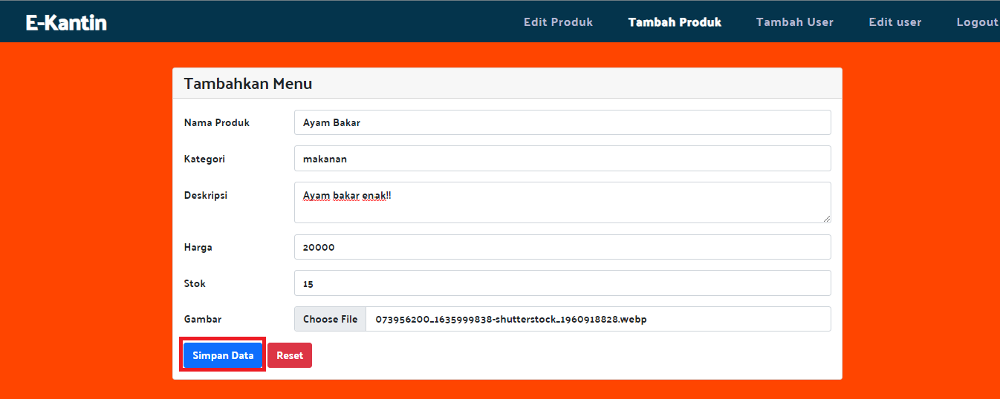 E-Kantin Edit Produk Tambah Produk Tambah User Edit user Logout
Tambahkan Menu
Nama Produk Ayam Bakar
Kategori makanan
Deskripsi Ayam bakar enak!!
Harga 20000
Stok 15
Gambar Choose File 073956200_1635999838-shutterstock_1960918828.webp
Simpan Data Reset